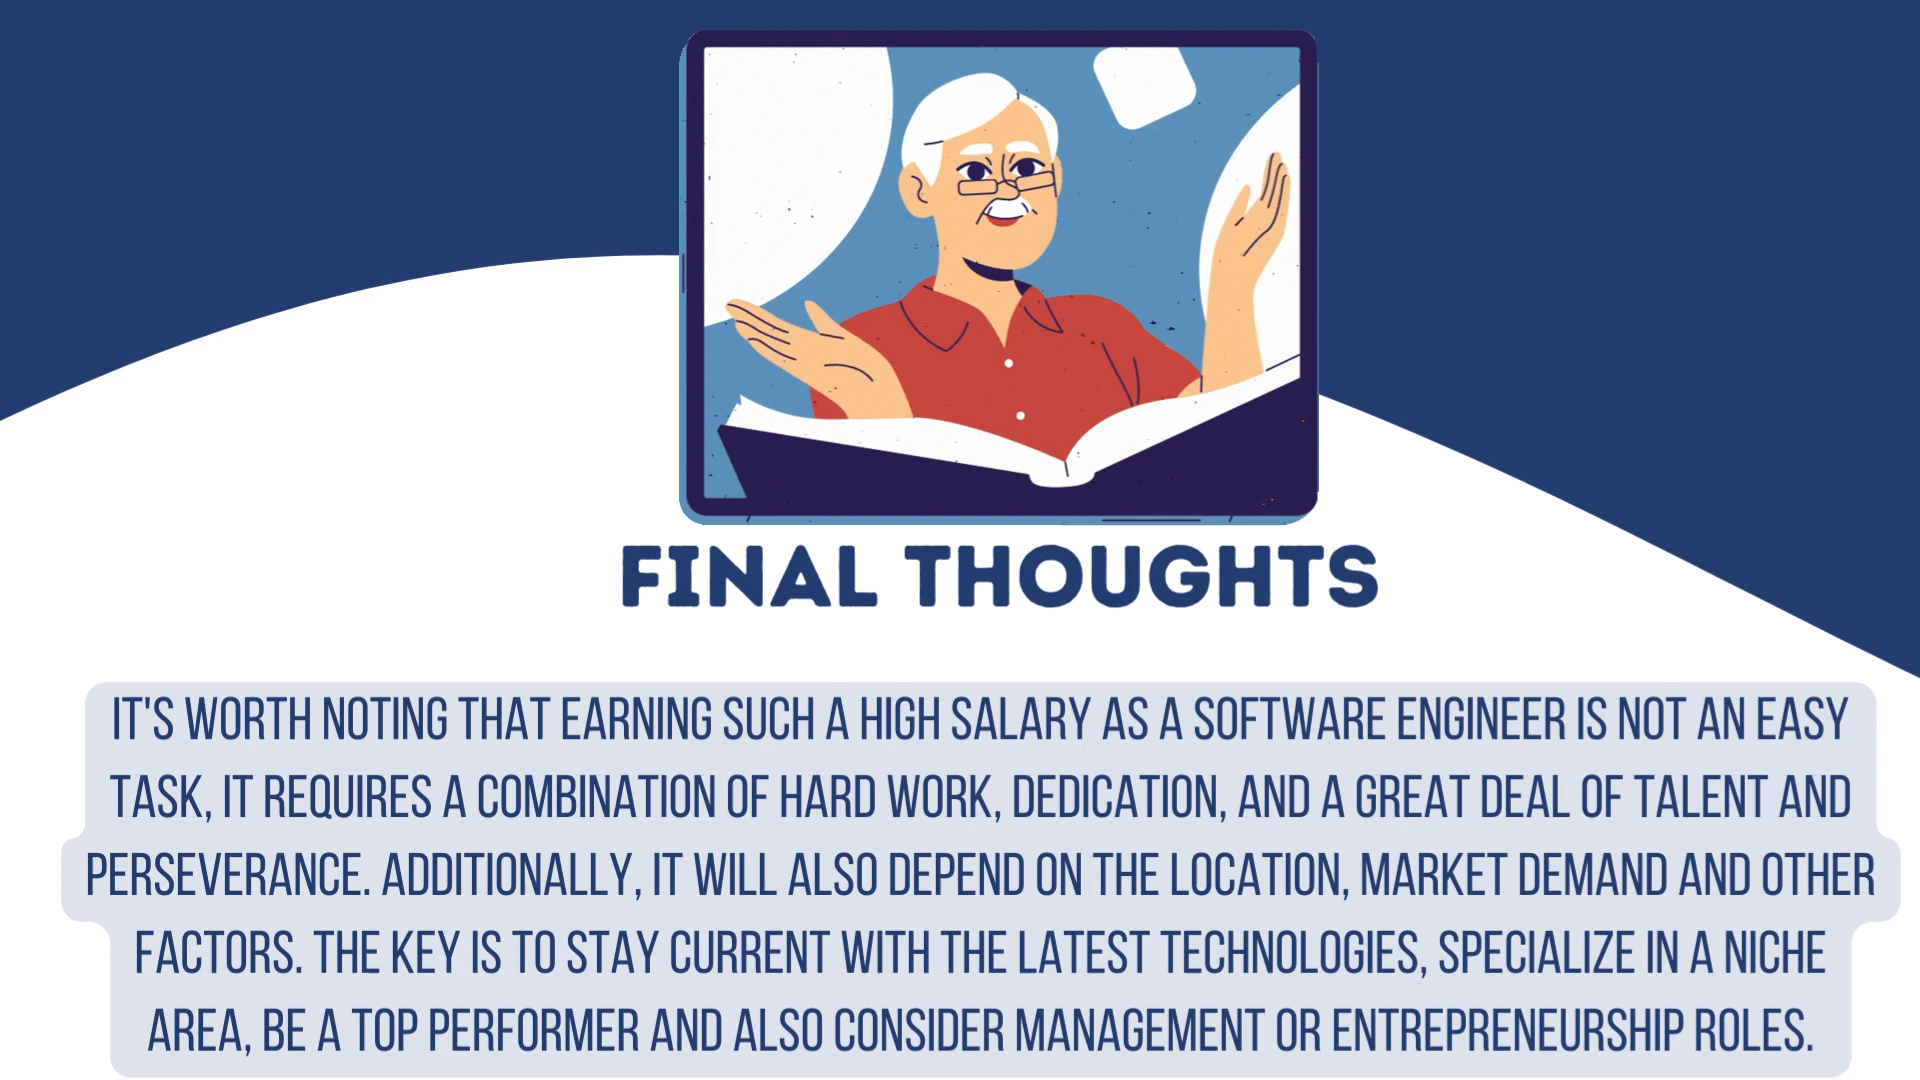 FINAL THOUGHTS
IT'S WORTH NOTING THAT EARNING SUCH A HIGH SALARY AS A SOFTWARE ENGINEER IS NOT AN EASY
TASK, IT REQUIRES A COMBINATION OF HARD WORK, DEDICATION, AND A GREAT DEAL OF TALENT AND
PERSEVERANCE. ADDITIONALLY, IT WILL ALSO DEPEND ON THE LOCATION, MARKET DEMAND AND OTHER
FACTORS. THE KEY IS TO STAY CURRENT WITH THE LATEST TECHNOLOGIES, SPECIALIZE IN A NICHE
AREA, BE A TOP PERFORMER AND ALSO CONSIDER MANAGEMENT OR ENTREPRENEURSHIP ROLES.